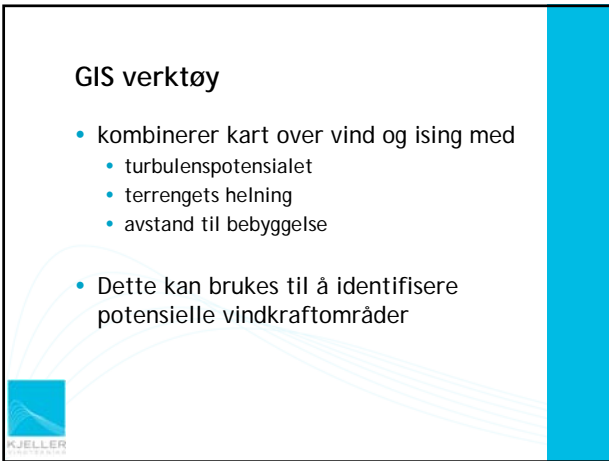 GIS verktøy
• kombinerer kart over vind og ising med
• turbulenspotensialet
• terrengets helning
• avstand til bebyggelse
• Dette kan brukes til å identifisere
potensielle vindkraftområder
KJELLER
VINDTEKNIKK